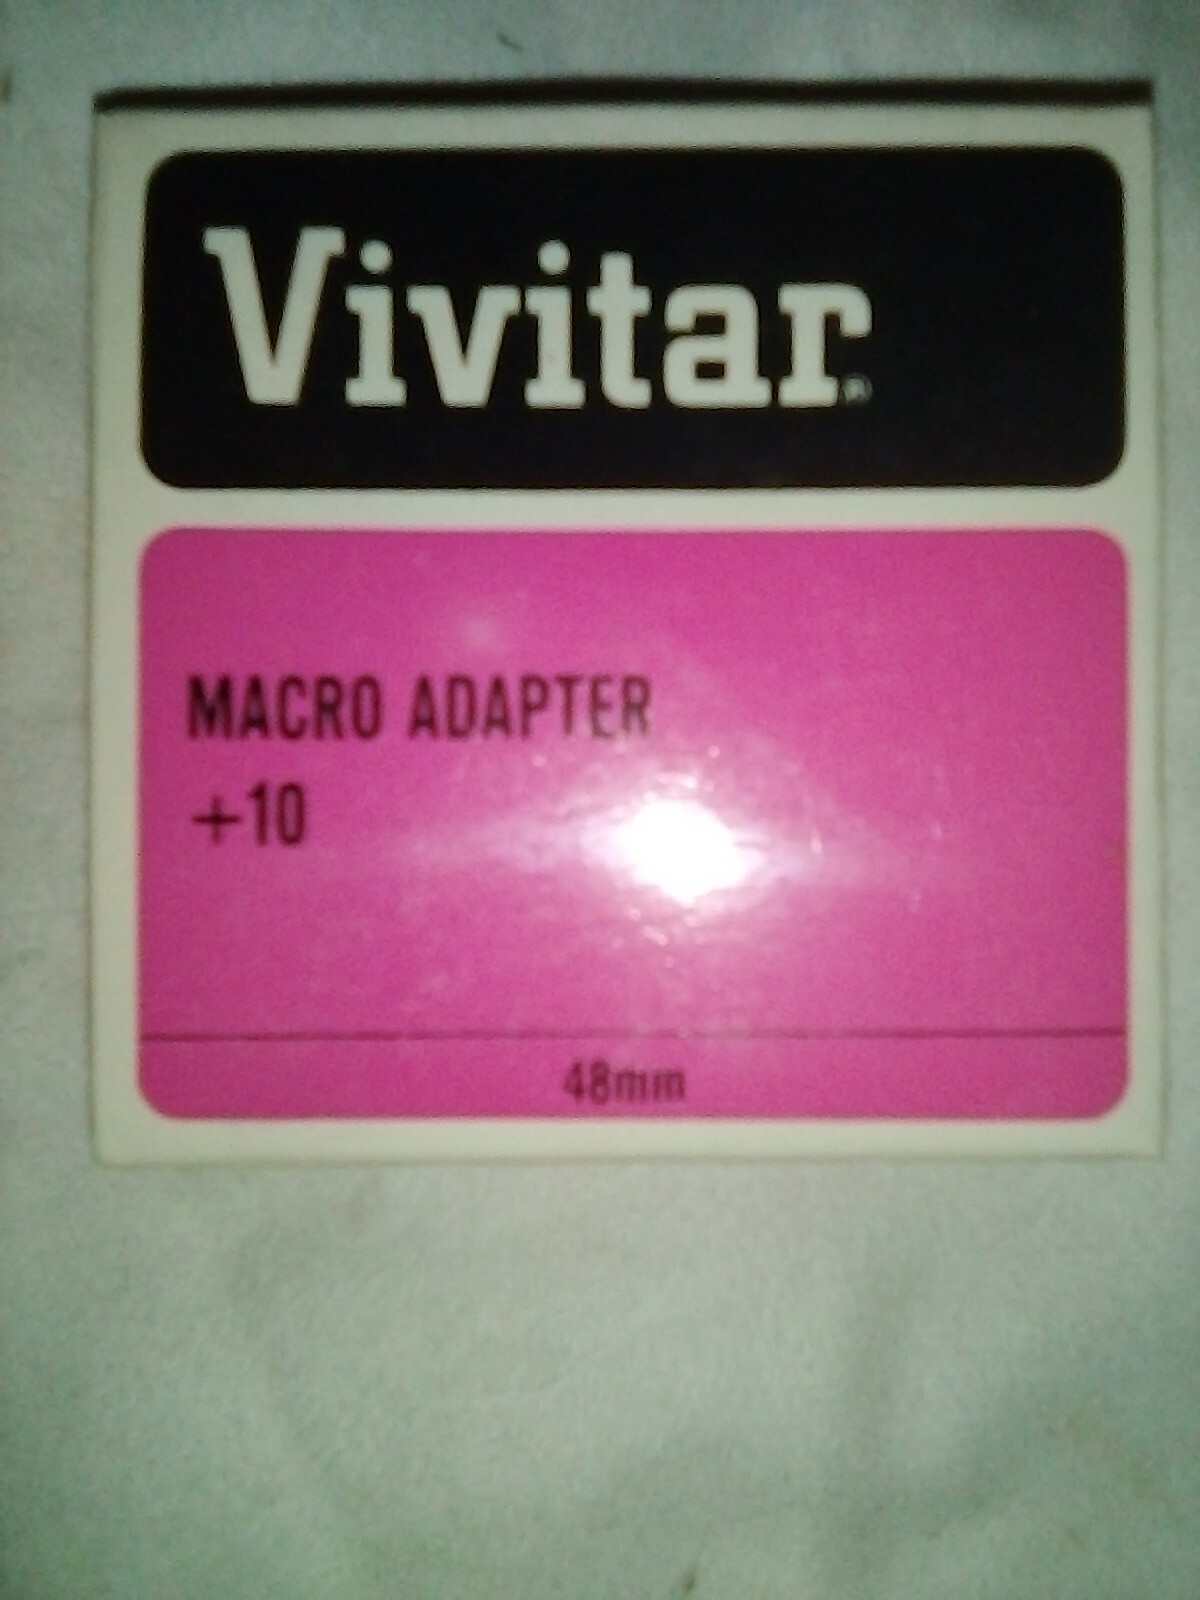 Vivitar®
MACRO ADAPTER
+10
48mm